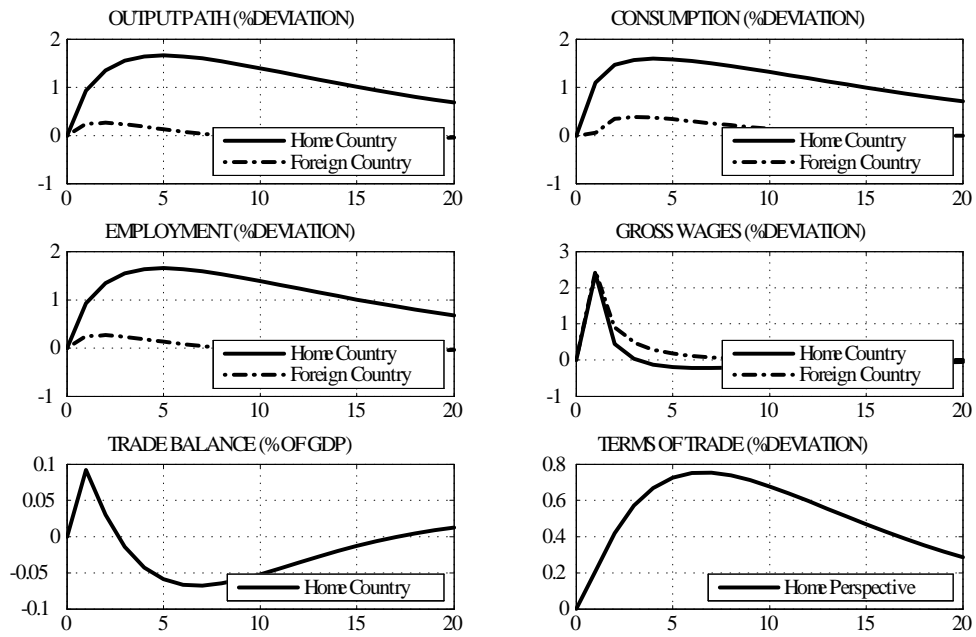 OUTPUT PATH (%DEVIATION)
2
1
0
-1
0 5 10 15 20
Home Country
Foreign Country
CONSUMPTION (%DEVIATION)
2
1
0
-1
0 5 10 15 20
Home Country
Foreign Country
EMPLOYMENT (%DEVIATION)
2
1
0
-1
0 5 10 15 20
Home Country
Foreign Country
GROSS WAGES (%DEVIATION)
3
2
1
0
-1
0 5 10 15 20
Home Country
Foreign Country
TRADE BALANCE (% OF GDP)
0.1
0.05
0
-0.05
-0.1
0 5 10 15 20
Home Country
TERMS OF TRADE (%DEVIATION)
0.8
0.6
0.4
0.2
0
0 5 10 15 20
Home Perspective